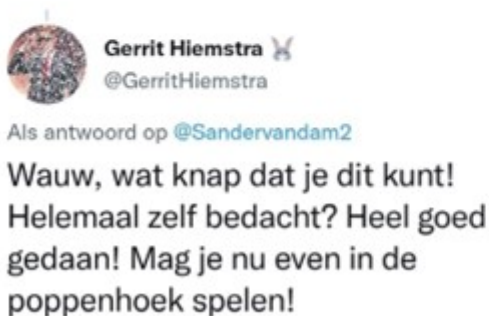 Gerrit Hiemstra
@GerritHiemstra
Als antwoord op @Sandervandam2
Wauw, wat knap dat je dit kunt!
Helemaal zelf bedacht? Heel goed
gedaan! Mag je nu even in de
poppenhoek spelen!